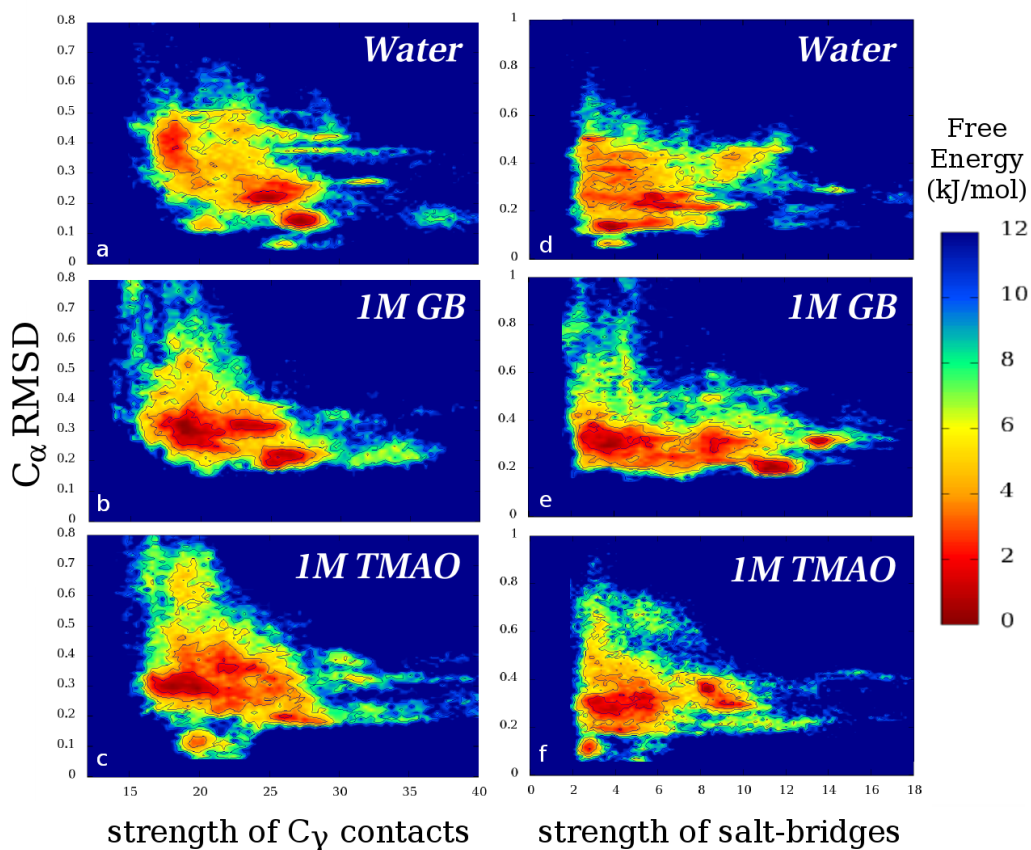 0.8
0.7
0.6
0.5
0.4
0.3
0.2
0.1
0
Water
a
1
0.8
0.6
0.4
0.2
0
Water
d
0.8
0.7
0.6
0.5
0.4
0.3
0.2
0.1
0
1M GB
b
1
0.8
0.6
0.4
0.2
0
1M GB
e
0.8
0.7
0.6
0.5
0.4
0.3
0.2
0.1
0
1M TMAO
c
15 20 25 30 35 40
1
0.8
0.6
0.4
0.2
0
1M TMAO
f
0 2 4 6 8 10 12 14 16 18
Cα RMSD
strength of Cγ contacts
strength of salt-bridges
Free
Energy
(kJ/mol)
12
10
8
6
4
2
0